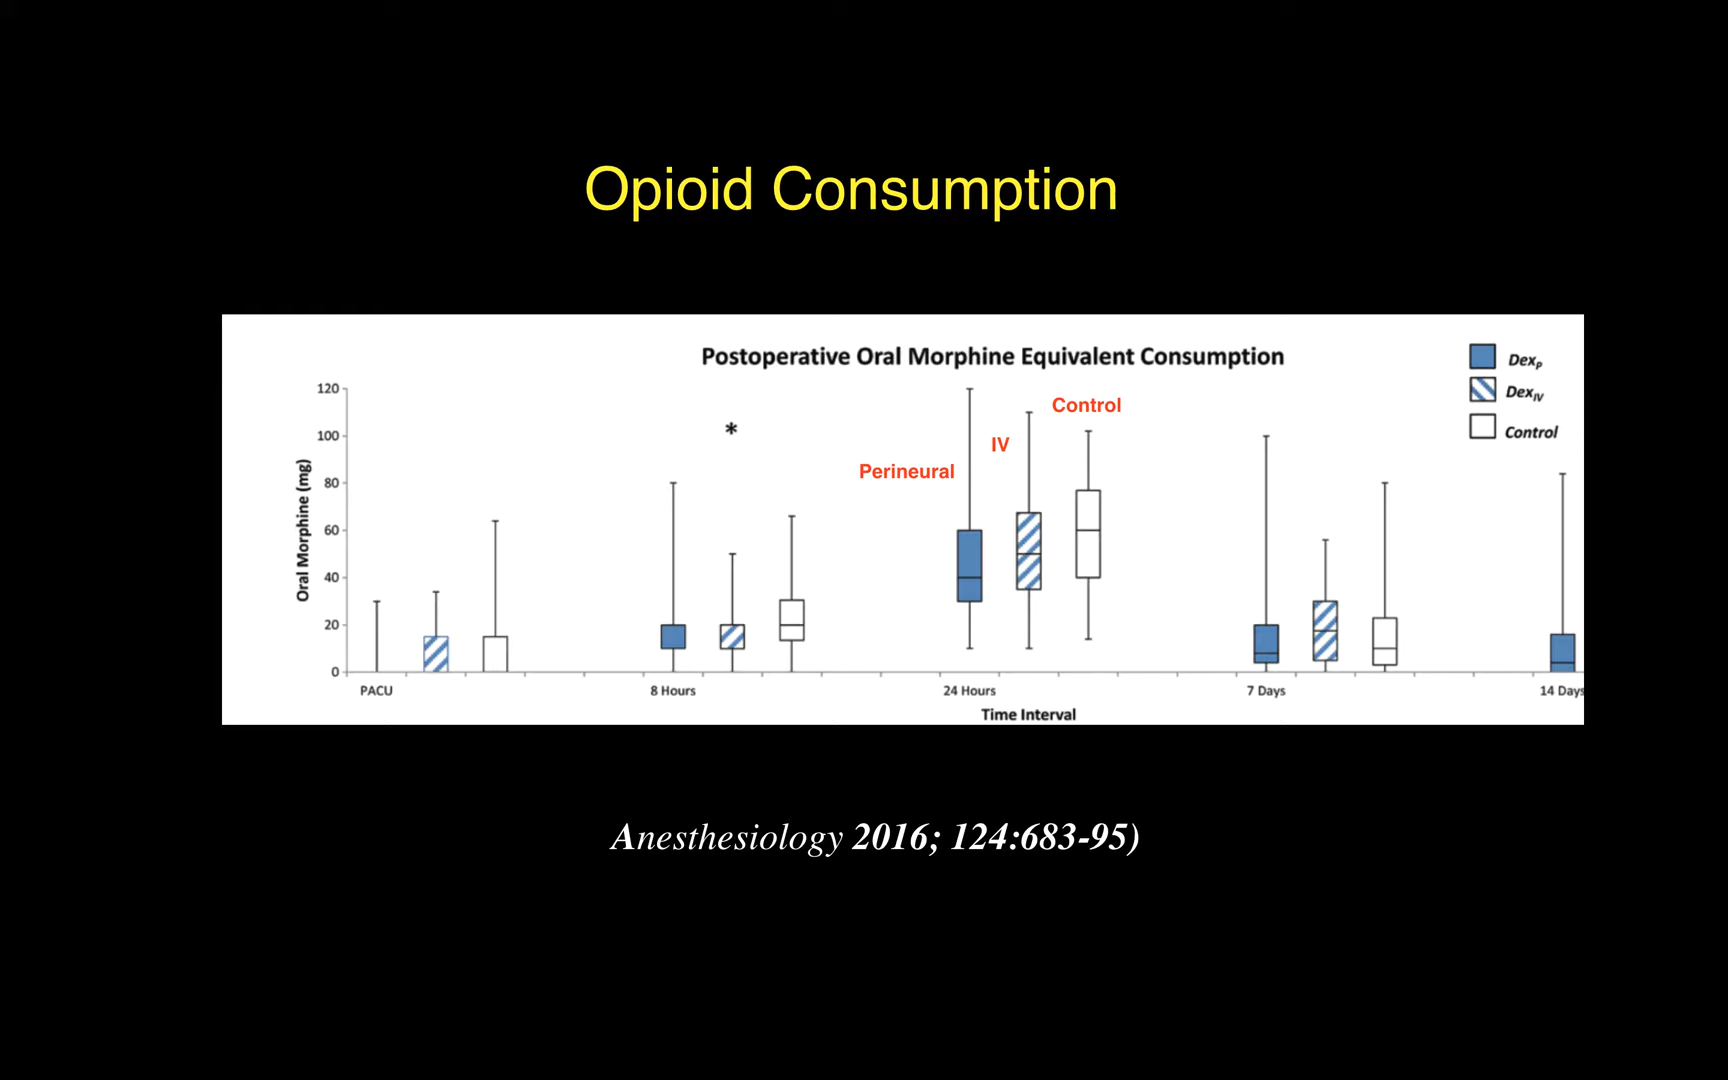 Opioid Consumption
Postoperative Oral Morphine Equivalent Consumption
Dex_P
Dex_IV
Control
Control
IV
Perineural
*
Oral Morphine (mg)
120
100
80
60
40
20
0
PACU
8 Hours
24 Hours
7 Days
14 Days
Time Interval
Anesthesiology 2016; 124:683-95)